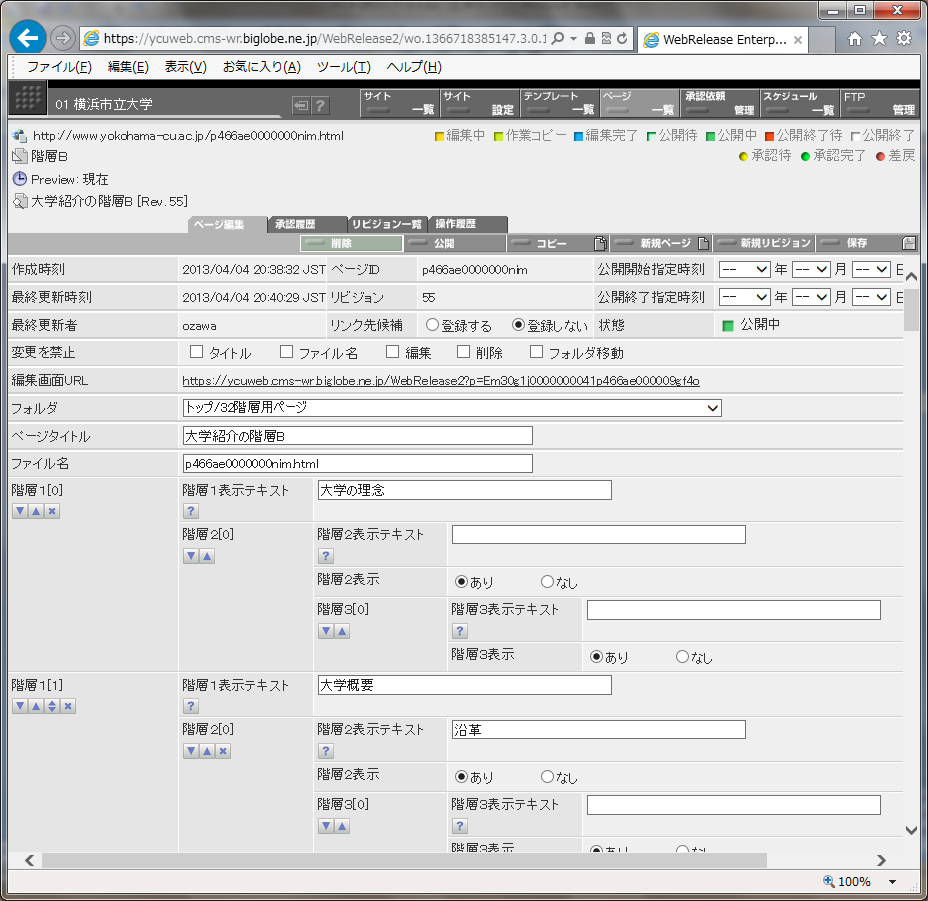 https://ycuweb.cms-wr.biglobe.ne.jp/WebRelease2/wo.1366718385147.3.0.1
WebRelease Enterp...
ファイル(F) 編集(E) 表示(V) お気に入り(A) ツール(T) ヘルプ(H)
01 横浜市立大学
サイト 一覧 サイト 設定 テンプレート 一覧 ページ 一覧 承認依頼 管理 スケジュール 一覧 FTP 管理
http://www.yokohama-cu.ac.jp/p466ae0000000nim.html
編集中 作業コピー 編集完了 公開待 公開中 公開終了待 公開終了
階層B
承認待 承認完了 差戻
Preview: 現在
大学紹介の階層B [Rev. 55]
ページ編集 承認履歴 リビジョン一覧 操作履歴
削除 公開 コピー 新規ページ 新規リビジョン 保存
作成時刻 2013/04/04 20:38:32 JST ページID p466ae0000000nim 公開開始指定時刻 -- 年 -- 月 -- 日
最終更新時刻 2013/04/04 20:40:29 JST リビジョン 55 公開終了指定時刻 -- 年 -- 月 -- 日
最終更新者 ozawa リンク先候補 登録する 登録しない 状態 公開中
変更を禁止 タイトル ファイル名 編集 削除 フォルダ移動
編集画面URL https://ycuweb.cms-wr.biglobe.ne.jp/WebRelease2?p=Em30g1j0000000041p466ae000009gf4o
フォルダ トップ/32階層用ページ
ページタイトル 大学紹介の階層B
ファイル名 p466ae0000000nim.html
階層1[0] 階層1表示テキスト 大学の理念
?
階層2[0] 階層2表示テキスト
?
階層2表示 あり なし
階層3[0] 階層3表示テキスト
?
階層3表示 あり なし
階層1[1] 階層1表示テキスト 大学概要
?
階層2[0] 階層2表示テキスト 沿革
?
階層2表示 あり なし
階層3[0] 階層3表示テキスト
?
階層3表示 あり なし
100%